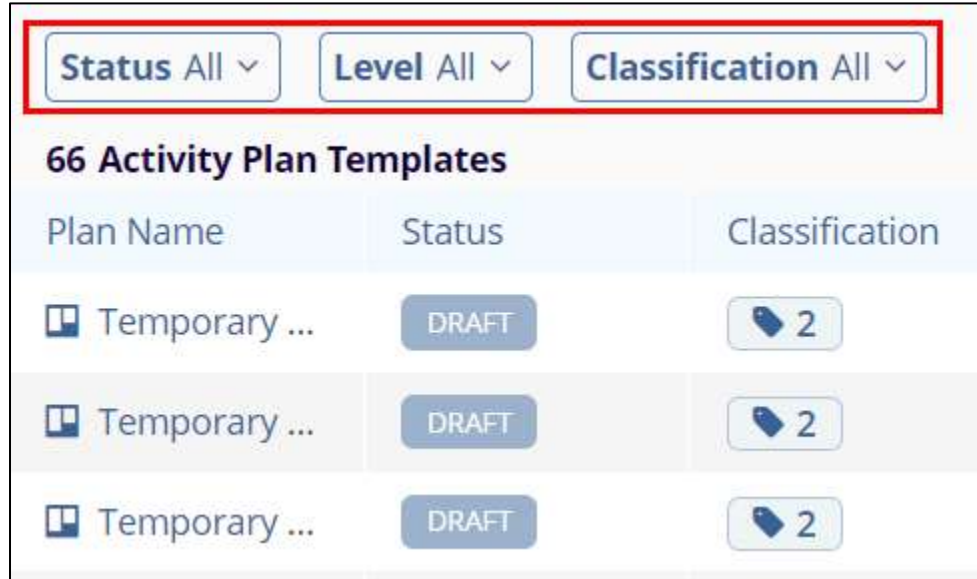 Status All Level All Classification All
66 Activity Plan Templates
Plan Name Status Classification
Temporary ... DRAFT 2
Temporary ... DRAFT 2
Temporary ... DRAFT 2